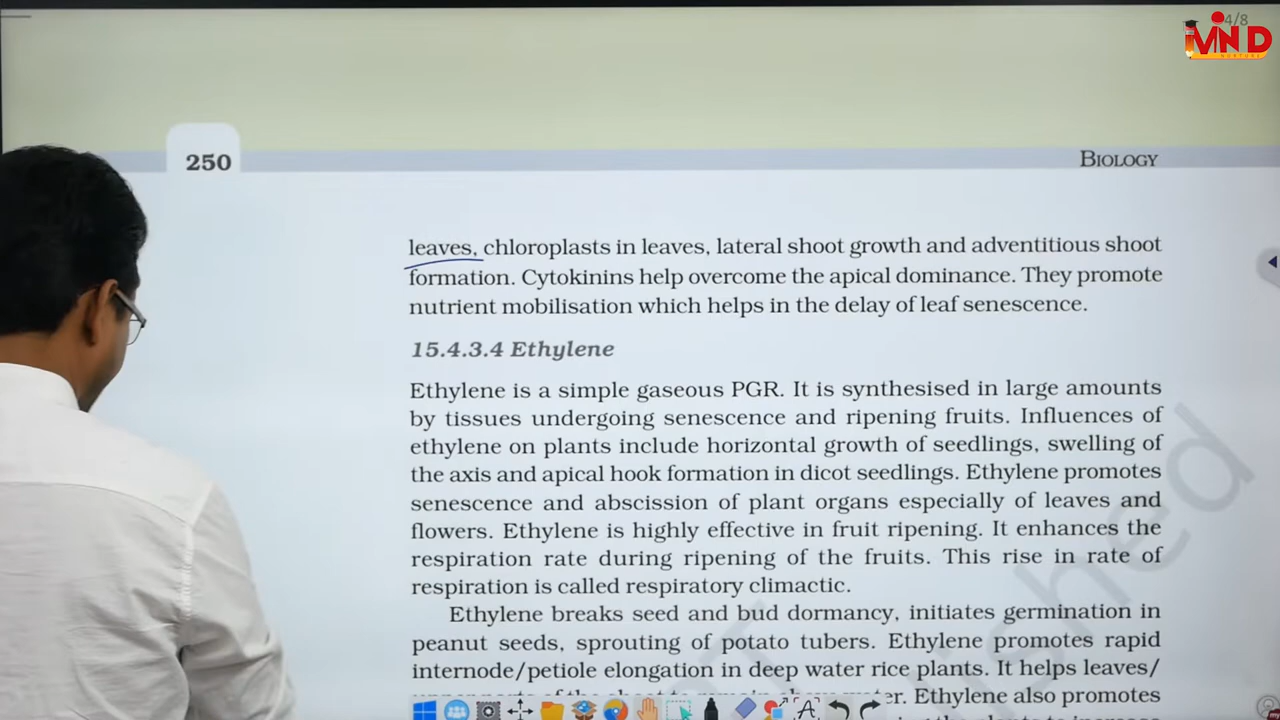 4/8
MIND
250
BIOLOGY
leaves, chloroplasts in leaves, lateral shoot growth and adventitious shoot
formation. Cytokinins help overcome the apical dominance. They promote
nutrient mobilisation which helps in the delay of leaf senescence.
15.4.3.4 Ethylene
Ethylene is a simple gaseous PGR. It is synthesised in large amounts
by tissues undergoing senescence and ripening fruits. Influences of
ethylene on plants include horizontal growth of seedlings, swelling of
the axis and apical hook formation in dicot seedlings. Ethylene promotes
senescence and abscission of plant organs especially of leaves and
flowers. Ethylene is highly effective in fruit ripening. It enhances the
respiration rate during ripening of the fruits. This rise in rate of
respiration is called respiratory climactic.
Ethylene breaks seed and bud dormancy, initiates germination in
peanut seeds, sprouting of potato tubers. Ethylene promotes rapid
internode/petiole elongation in deep water rice plants. It helps leaves/
Ethylene also promotes